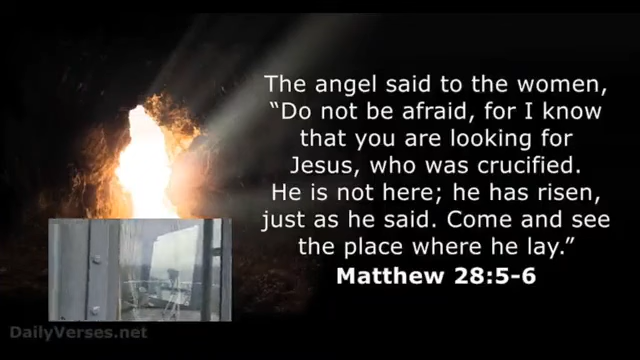 The angel said to the women,
“Do not be afraid, for I know
that you are looking for
Jesus, who was crucified.
He is not here; he has risen,
just as he said. Come and see
the place where he lay.”
Matthew 28:5-6
DailyVerses.net